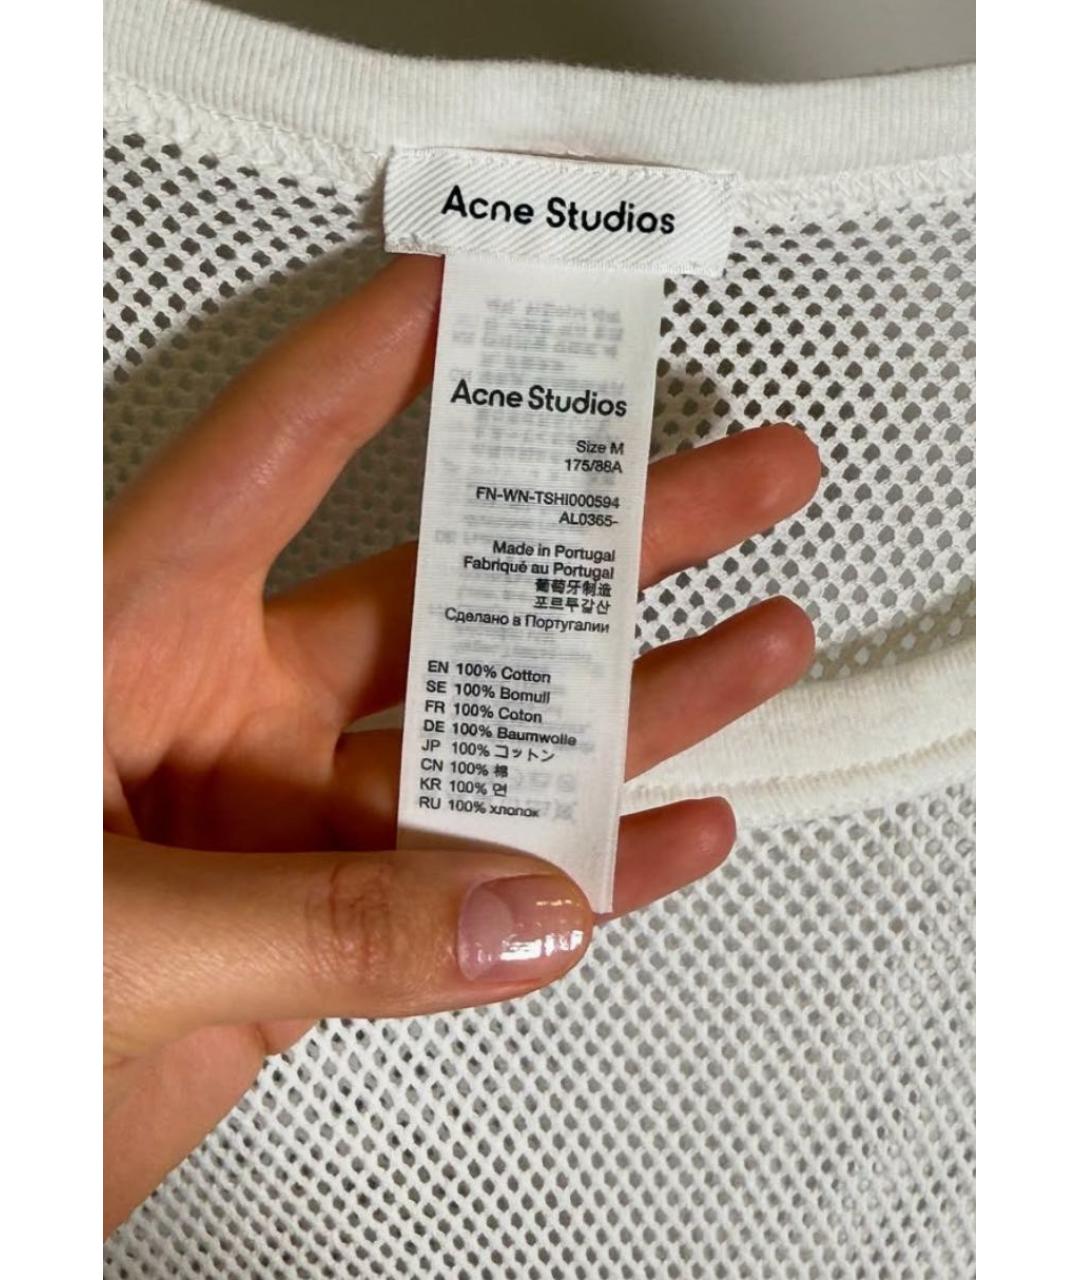 Acne Studios
Acne Studios
Size M
175/88A
FN-WN-TSHI000594
AL0365-
Made in Portugal
Fabriqué au Portugal
葡萄牙制造
포르투갈산
Сделано в Португалии
EN 100% Cotton
SE 100% Bomull
FR 100% Coton
DE 100% Baumwolle
JP 100% コットン
CN 100% 棉
KR 100% 면
RU 100% хлопок